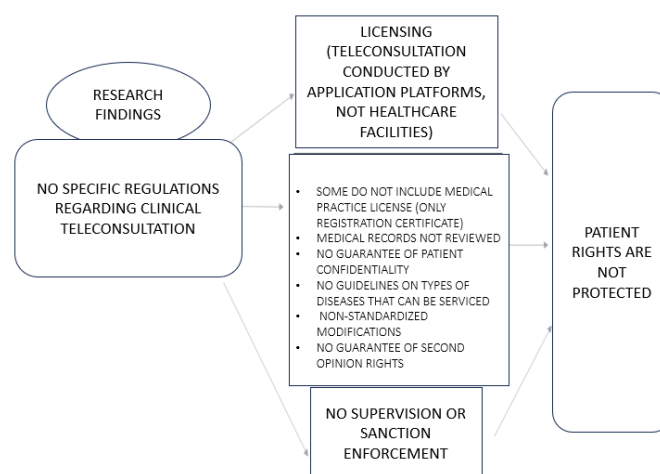 RESEARCH
FINDINGS
NO SPECIFIC REGULATIONS
REGARDING CLINICAL
TELECONSULTATION
LICENSING
(TELECONSULTATION
CONDUCTED BY
APPLICATION PLATFORMS,
NOT HEALTHCARE
FACILITIES)
• SOME DO NOT INCLUDE MEDICAL
PRACTICE LICENSE (ONLY
REGISTRATION CERTIFICATE)
• MEDICAL RECORDS NOT REVIEWED
• NO GUARANTEE OF PATIENT
CONFIDENTIALITY
• NO GUIDELINES ON TYPES OF
DISEASES THAT CAN BE SERVICED
• NON-STANDARDIZED
MODIFICATIONS
• NO GUARANTEE OF SECOND
OPINION RIGHTS
NO SUPERVISION OR
SANCTION
ENFORCEMENT
PATIENT
RIGHTS ARE
NOT
PROTECTED